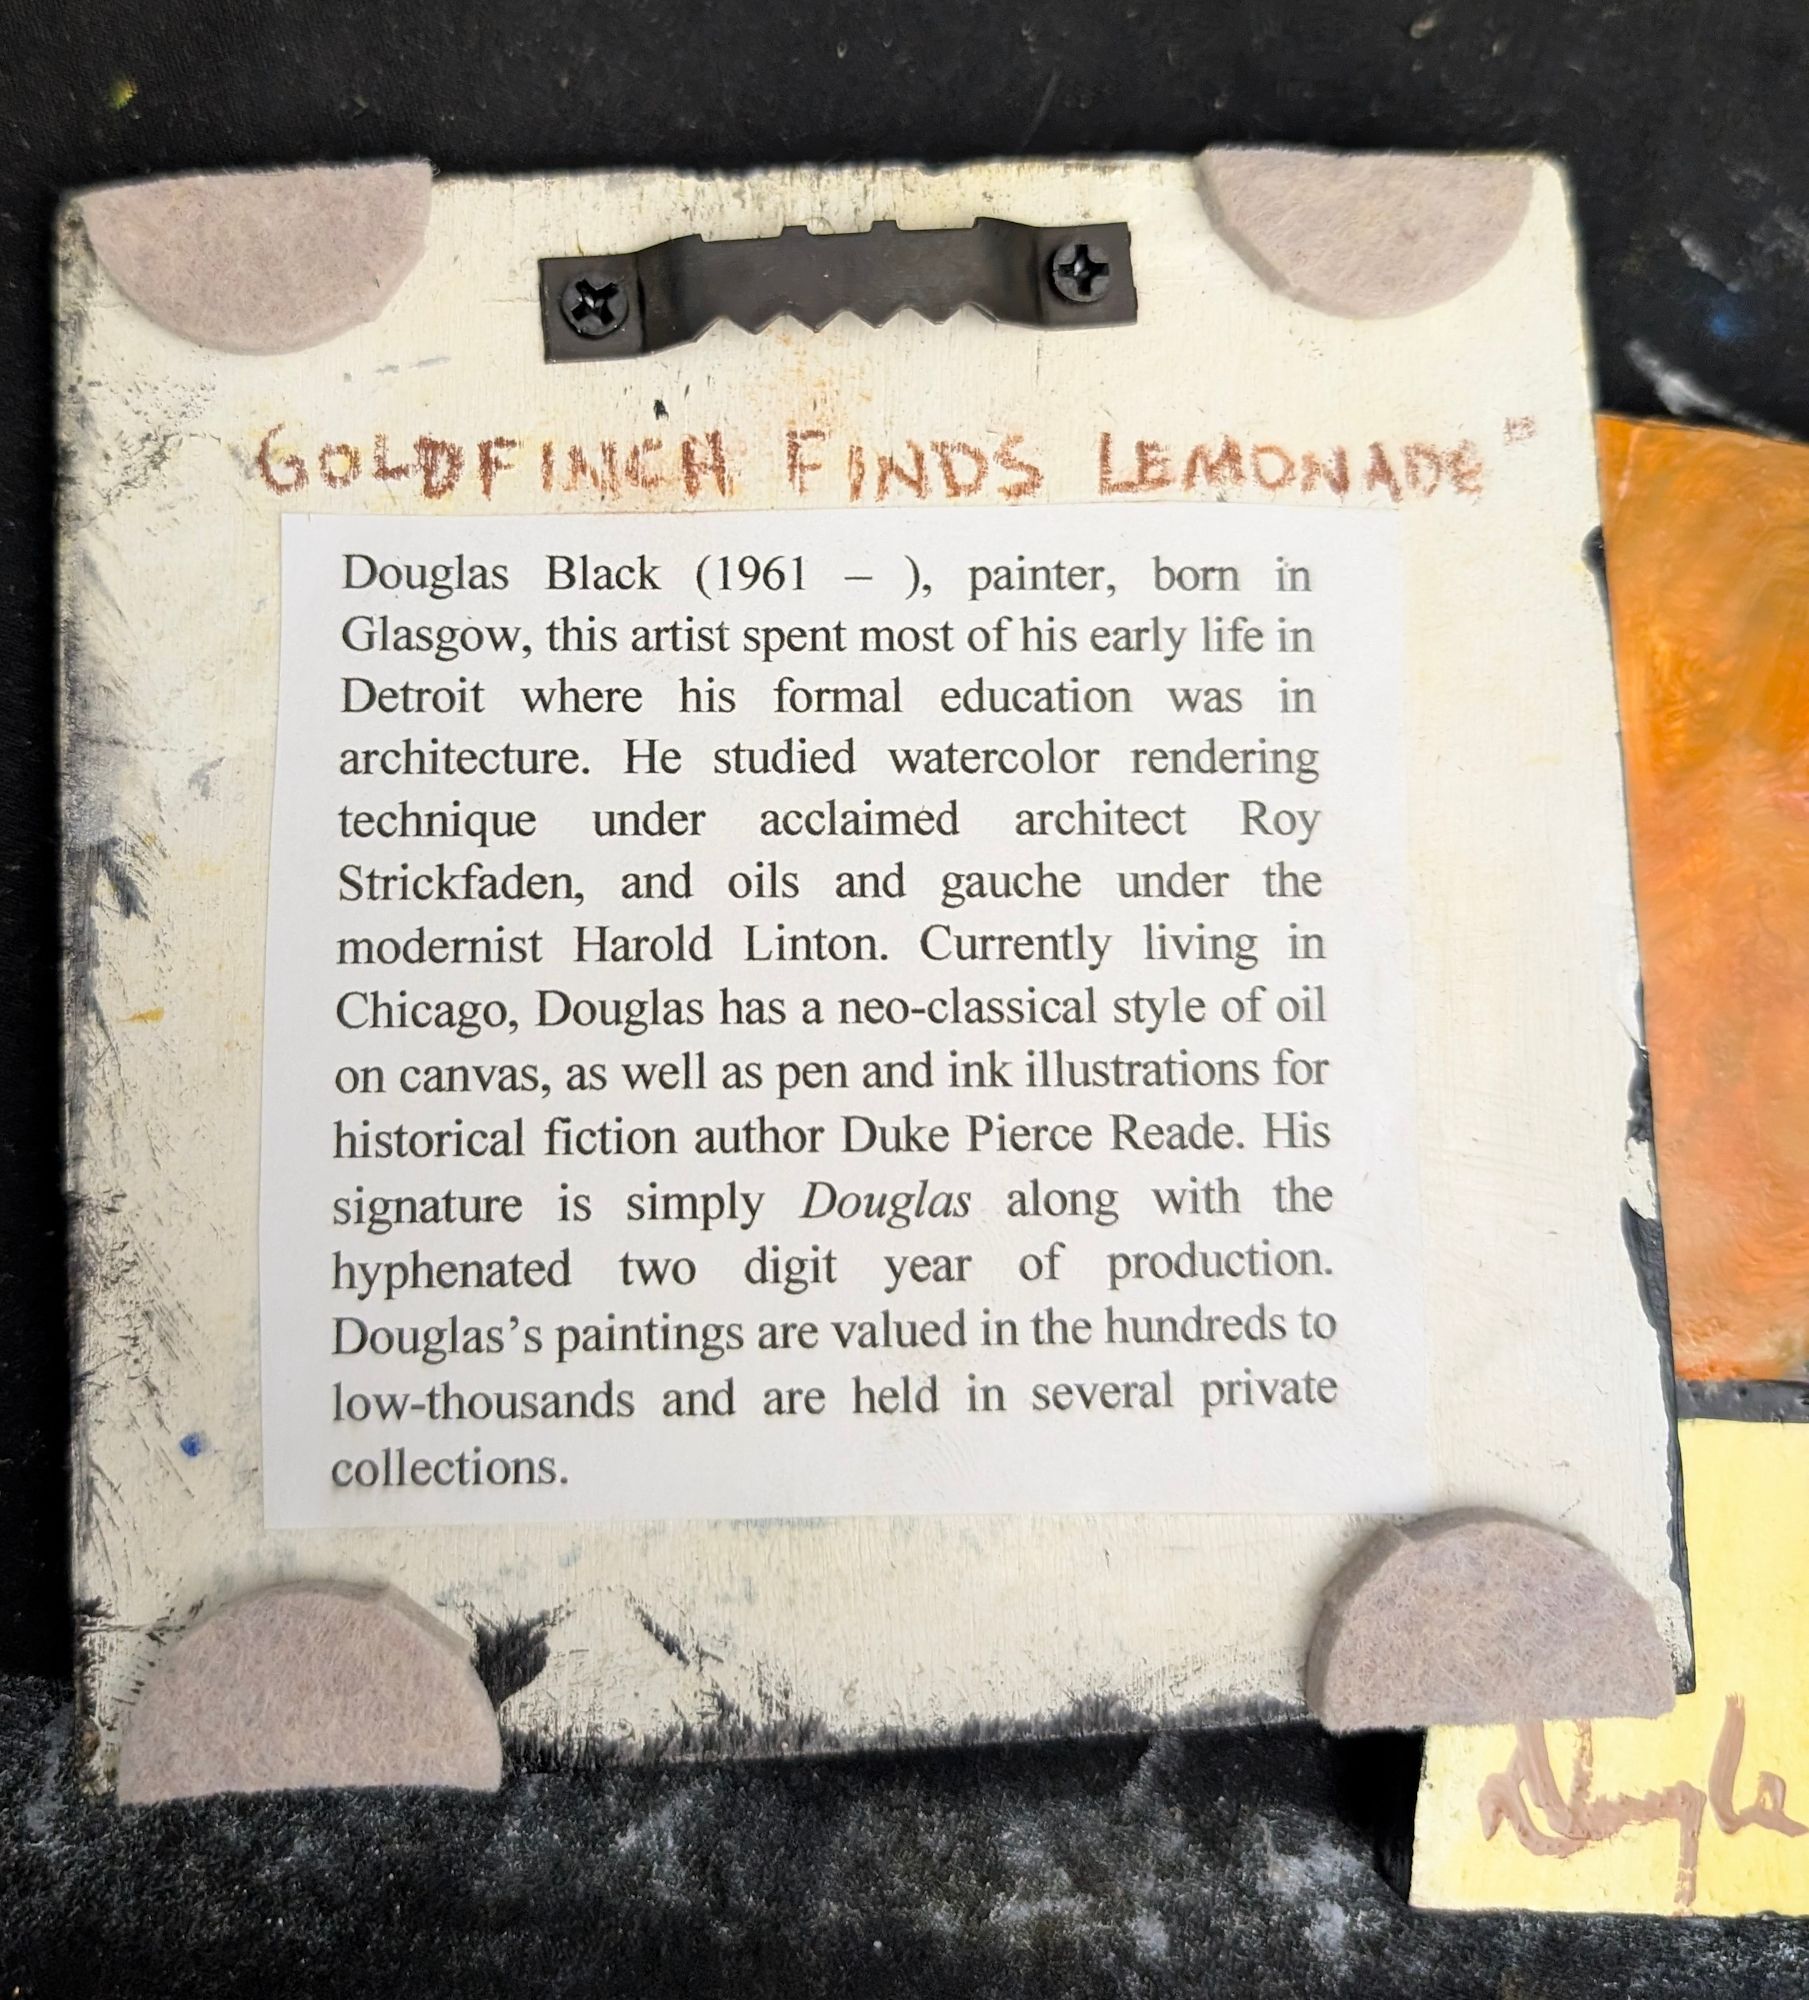 GOLDFINCH FINDS LEMONADE"
Douglas Black (1961 – ), painter, born in
Glasgow, this artist spent most of his early life in
Detroit where his formal education was in
architecture. He studied watercolor rendering
technique under acclaimed architect Roy
Strickfaden, and oils and gauche under the
modernist Harold Linton. Currently living in
Chicago, Douglas has a neo-classical style of oil
on canvas, as well as pen and ink illustrations for
historical fiction author Duke Pierce Reade. His
signature is simply Douglas along with the
hyphenated two digit year of production.
Douglas’s paintings are valued in the hundreds to
low-thousands and are held in several private
collections.